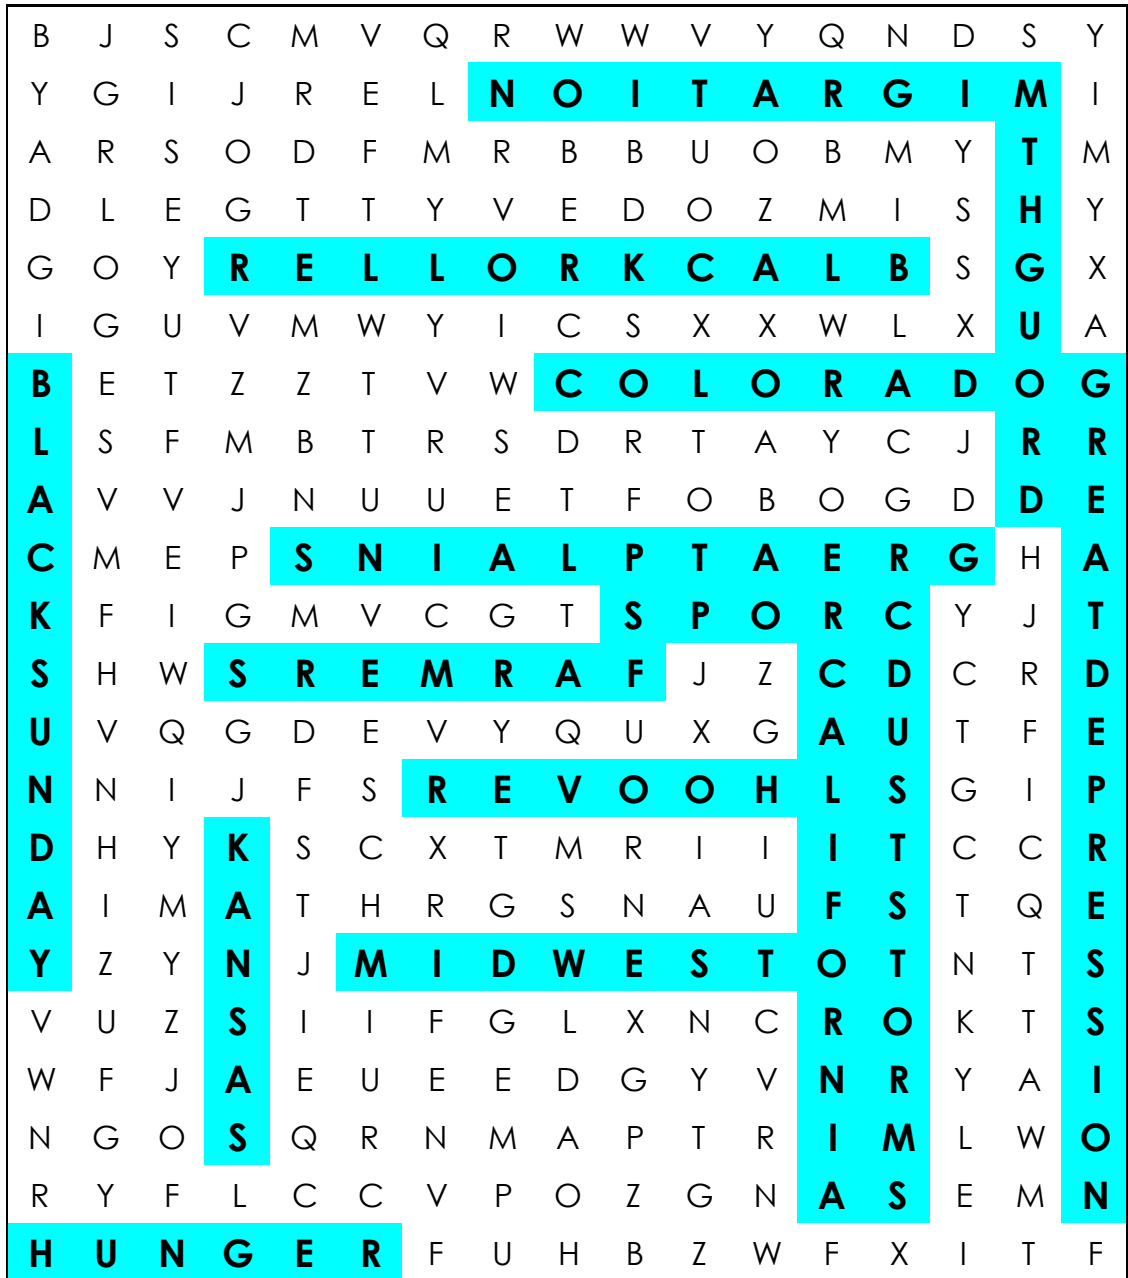 B J S C M V Q R W W V Y Q N D S Y
Y G I J R E L N O I T A R G I M I
A R S O D F M R B B U O B M Y T M
D L E G T T Y V E D O Z M I S H Y
G O Y R E L L O R K C A L B S G X
I G U V M W Y I C S X X W L X U A
B E T Z Z T V W C O L O R A D O G
L S F M B T R S D R T A Y C J R R
A V V J N U U E T F O B O G D D E
C M E P S N I A L P T A E R G H A
K F I G M V C G T S P O R C Y J T
S H W S R E M R A F J Z C D C R D
U V Q G D E V Y Q U X G A U T F E
N N I J F S R E V O O H L S G I P
D H Y K S C X T M R I I I T C C R
A I M A T H R G S N A U F S T Q E
Y Z Y N J M I D W E S T O T N T S
V U Z S I I F G L X N C R O K T S
W F J A E U E E D G Y V N R Y A I
N G O S Q R N M A P T R I M L W O
R Y F L C C V P O Z G N A S E M N
H U N G E R F U H B Z W F X I T F